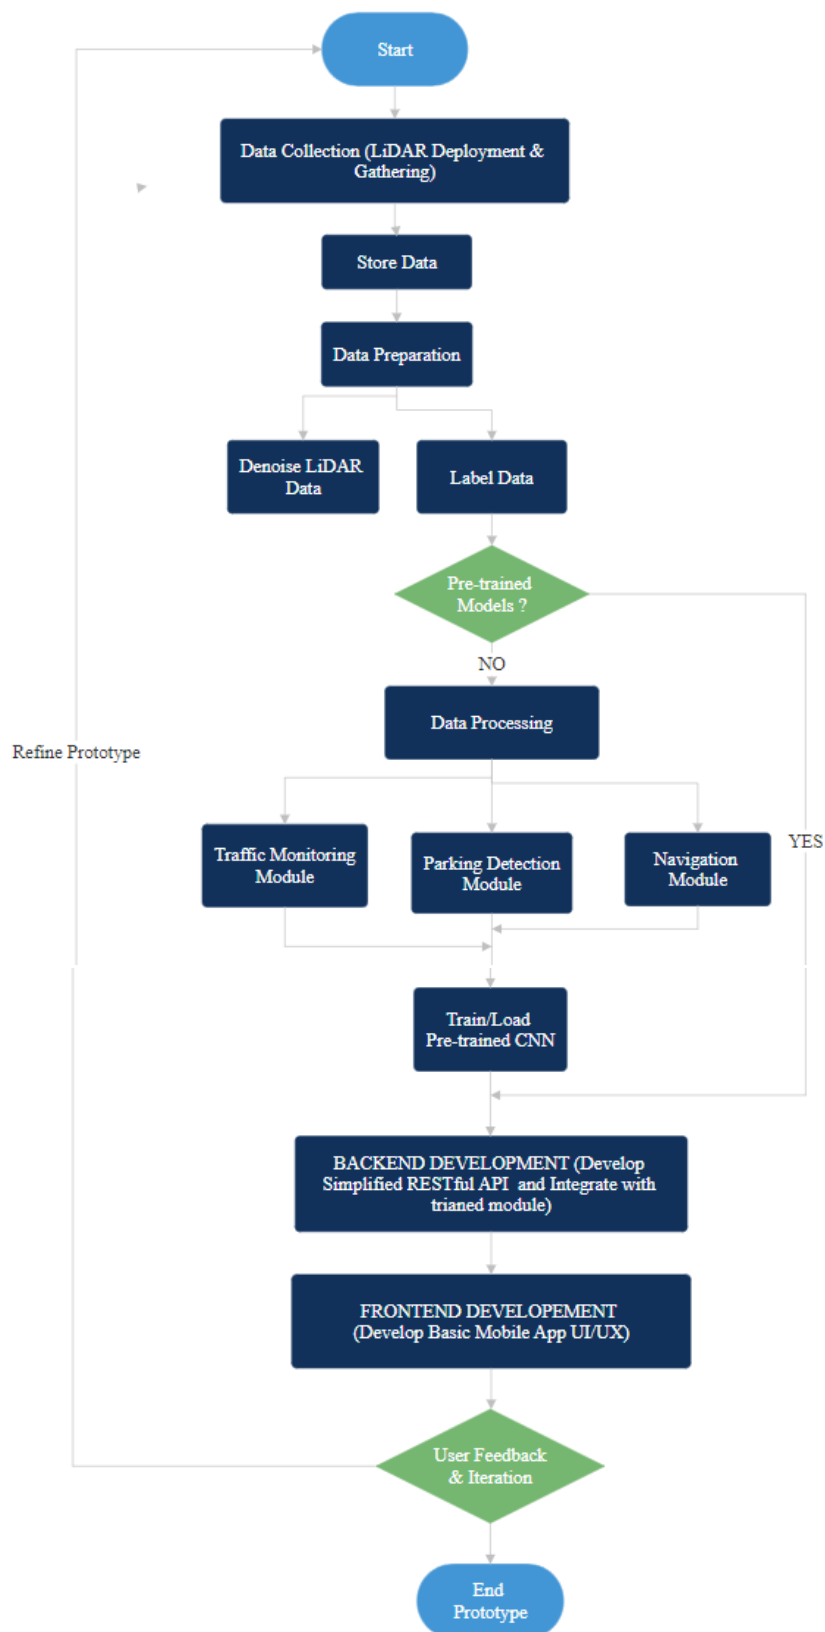 Start
Data Collection (LiDAR Deployment &
Gathering)
Store Data
Data Preparation
Denoise LiDAR
Data
Label Data
Pre-trained
Models ?
NO
Data Processing
Refine Prototype
Traffic Monitoring
Module
Parking Detection
Module
Navigation
Module
YES
Train/Load
Pre-trained CNN
BACKEND DEVELOPMENT (Develop
Simplified RESTful API and Integrate with
trianed module)
FRONTEND DEVELOPEMENT
(Develop Basic Mobile App UI/UX)
User Feedback
& Iteration
End
Prototype